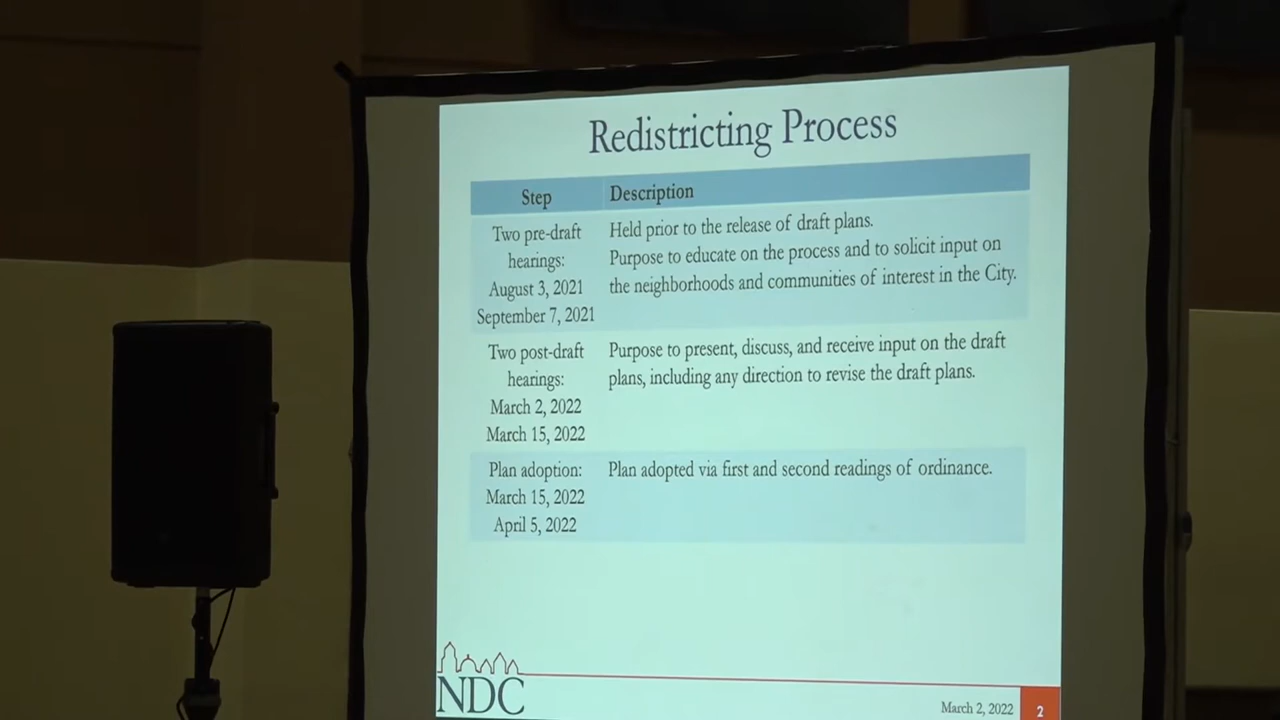 Redistricting Process
Step Description
Two pre-draft
hearings:
August 3, 2021
September 7, 2021
Held prior to the release of draft plans.
Purpose to educate on the process and to solicit input on
the neighborhoods and communities of interest in the City.
Two post-draft
hearings:
March 2, 2022
March 15, 2022
Purpose to present, discuss, and receive input on the draft
plans, including any direction to revise the draft plans.
Plan adoption:
March 15, 2022
April 5, 2022
Plan adopted via first and second readings of ordinance.
NDC
March 2, 2022 2